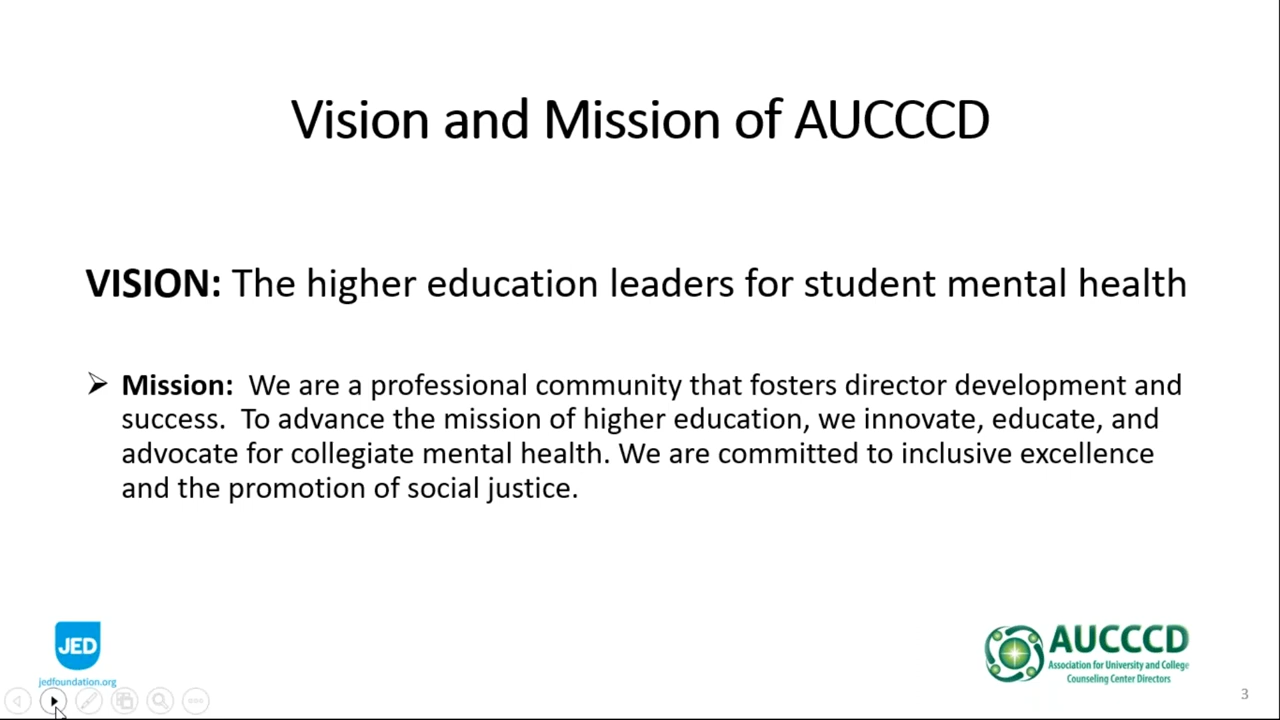 Vision and Mission of AUCCCD
VISION: The higher education leaders for student mental health
➢ Mission:  We are a professional community that fosters director development and
success.  To advance the mission of higher education, we innovate, educate, and
advocate for collegiate mental health. We are committed to inclusive excellence
and the promotion of social justice.
JED
jedfoundation.org
AUCCCD
Association for University and College
Counseling Center Directors
3